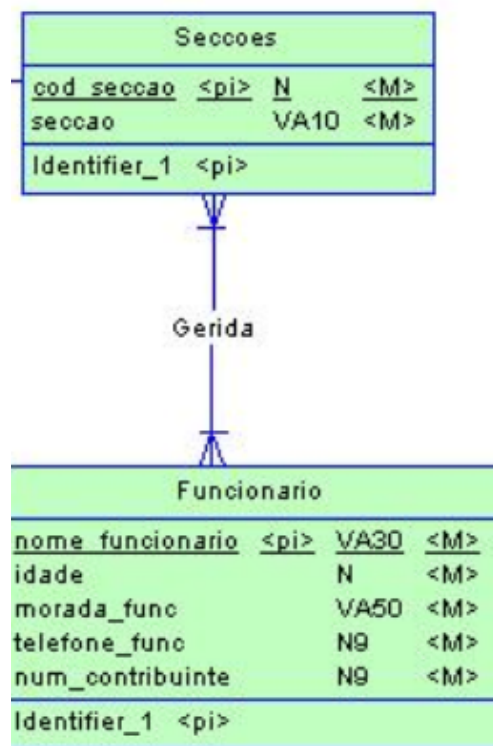 Seccoes
cod_seccao <pi> N <M>
seccao VA10 <M>
Identifier_1 <pi>
Gerida
Funcionario
nome_funcionario <pi> VA30 <M>
idade N <M>
morada_func VA50 <M>
telefone_func N9 <M>
num_contribuinte N9 <M>
Identifier_1 <pi>